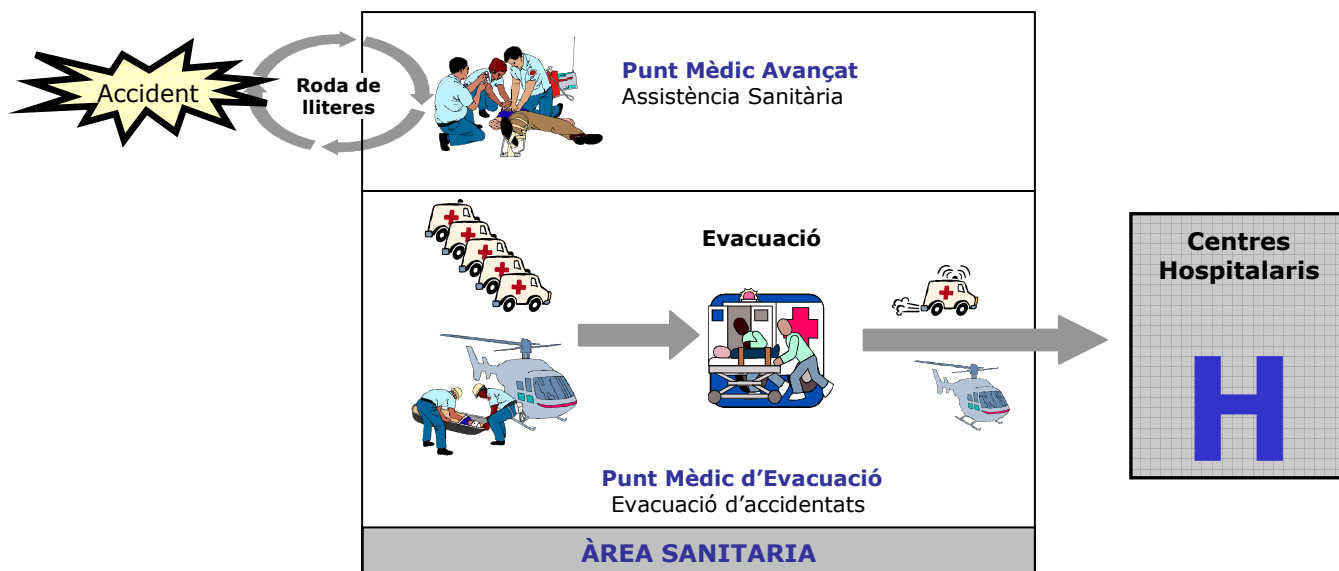 Accident
Roda de
lliteres
Punt Mèdic Avançat
Assistència Sanitària
Evacuació
Centres
Hospitalaris
H
Punt Mèdic d’Evacuació
Evacuació d’accidentats
ÀREA SANITARIA